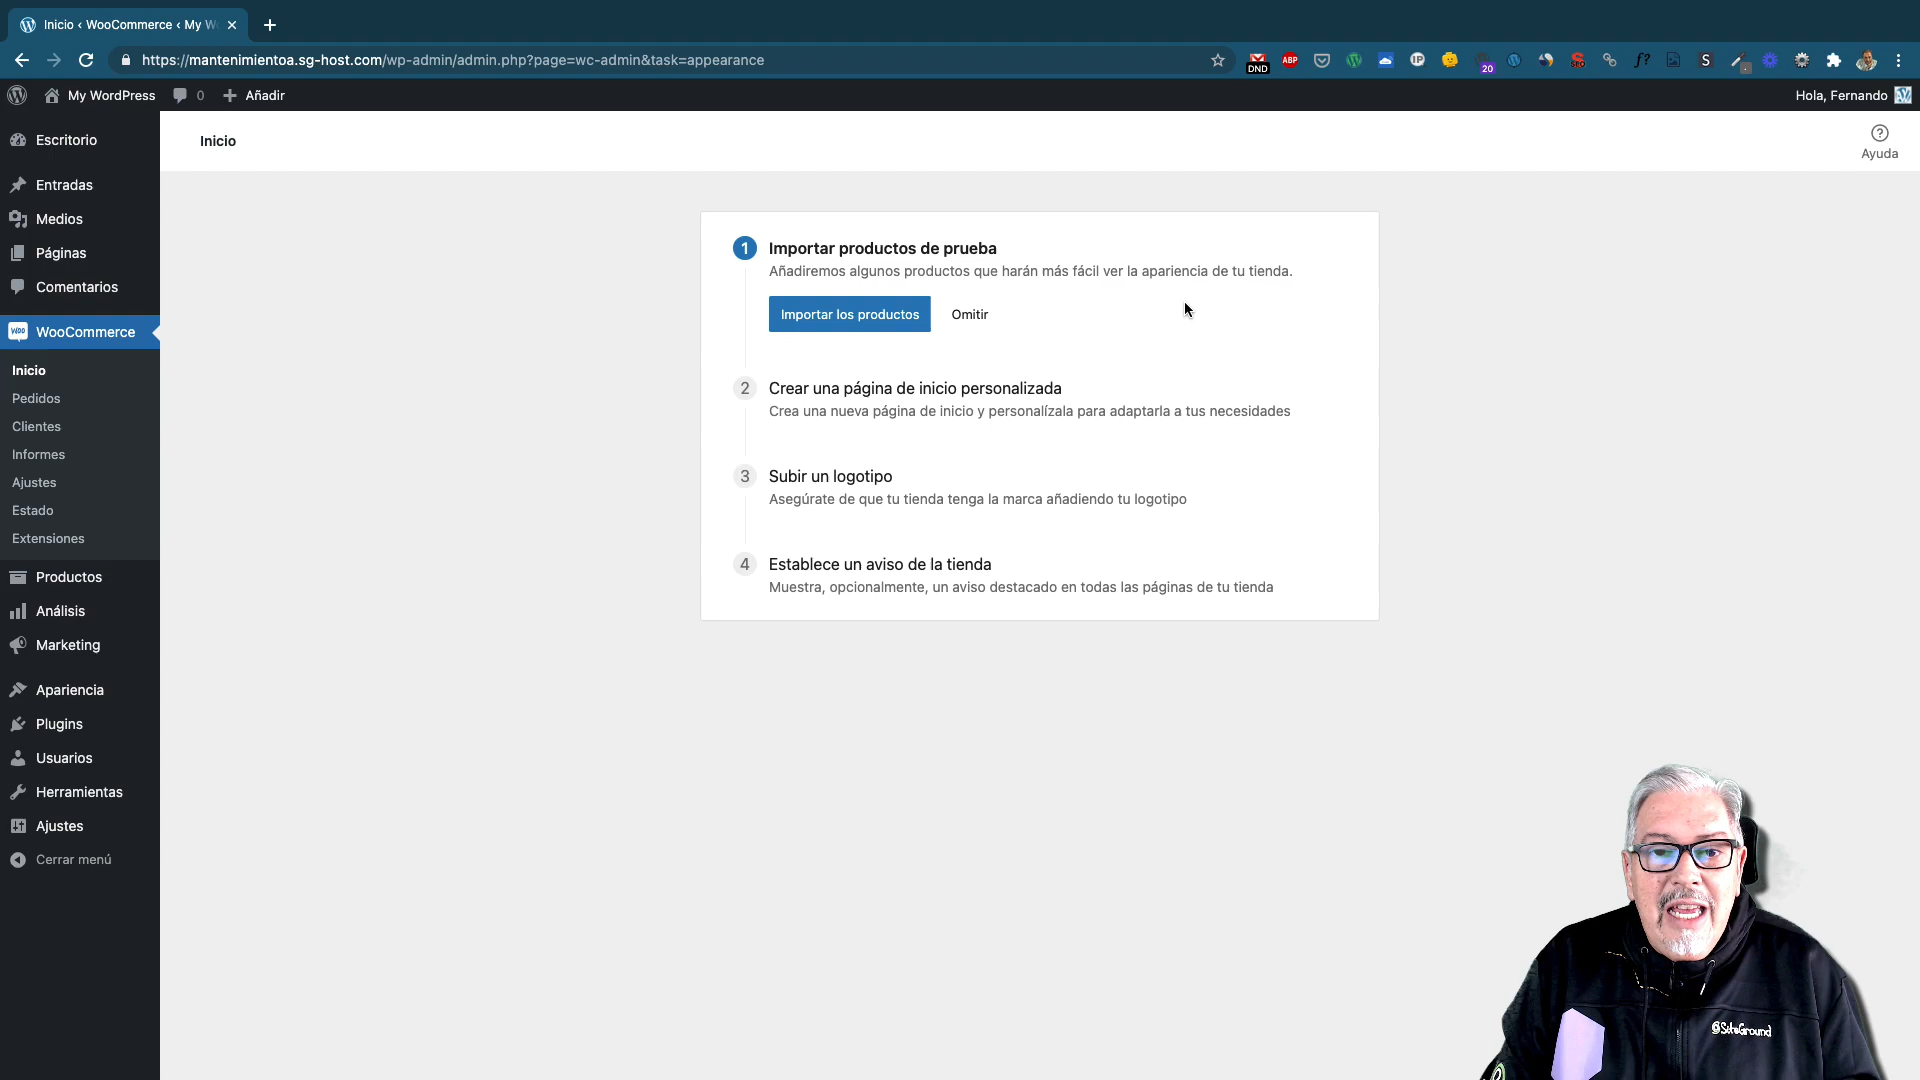 Inicio ‹ WooCommerce ‹ My W
https://mantenimientoa.sg-host.com/wp-admin/admin.php?page=wc-admin&task=appearance
DND
ABP
IP
20
SEO
f?
S
My WordPress
0
Añadir
Hola, Fernando
Escritorio
Entradas
Medios
Páginas
Comentarios
Woo
WooCommerce
Inicio
Pedidos
Clientes
Informes
Ajustes
Estado
Extensiones
Productos
Análisis
Marketing
Apariencia
Plugins
Usuarios
Herramientas
Ajustes
Cerrar menú
Inicio
Ayuda
1 Importar productos de prueba
Añadiremos algunos productos que harán más fácil ver la apariencia de tu tienda.
Importar los productos
Omitir
2 Crear una página de inicio personalizada
Crea una nueva página de inicio y personalízala para adaptarla a tus necesidades
3 Subir un logotipo
Asegúrate de que tu tienda tenga la marca añadiendo tu logotipo
4 Establece un aviso de la tienda
Muestra, opcionalmente, un aviso destacado en todas las páginas de tu tienda
@SiteGround